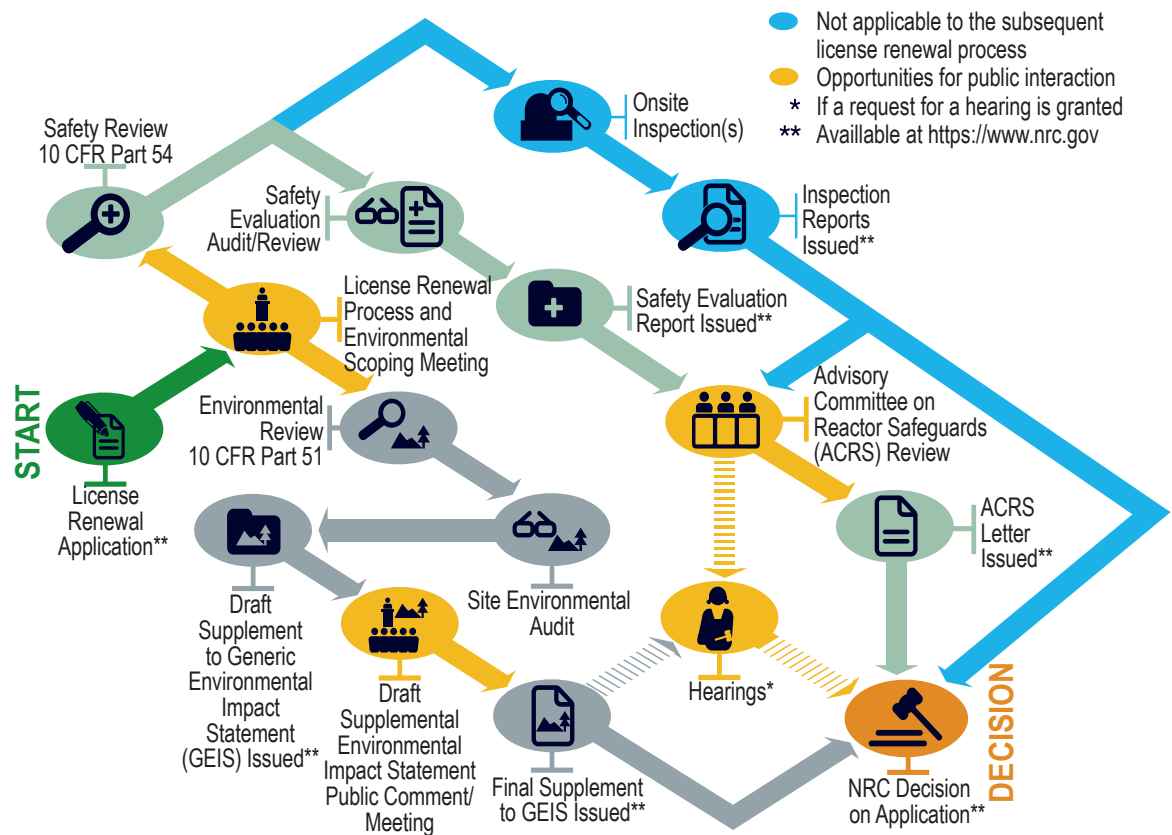 Not applicable to the subsequent
license renewal process
Opportunities for public interaction
* If a request for a hearing is granted
** Availlable at https://www.nrc.gov
Safety Review
10 CFR Part 54
Onsite
Inspection(s)
Safety
Evaluation
Audit/Review
Inspection
Reports
Issued**
License Renewal
Process and
Environmental
Scoping Meeting
Safety Evaluation
Report Issued**
START
License
Renewal
Application**
Environmental
Review
10 CFR Part 51
Advisory
Committee on
Reactor Safeguards
(ACRS) Review
ACRS
Letter
Issued**
Site Environmental
Audit
Draft
Supplement
to Generic
Environmental
Impact
Statement
(GEIS) Issued**
Draft
Supplemental
Environmental
Impact Statement
Public Comment/
Meeting
Hearings*
Final Supplement
to GEIS Issued**
NRC Decision
on Application**
DECISION